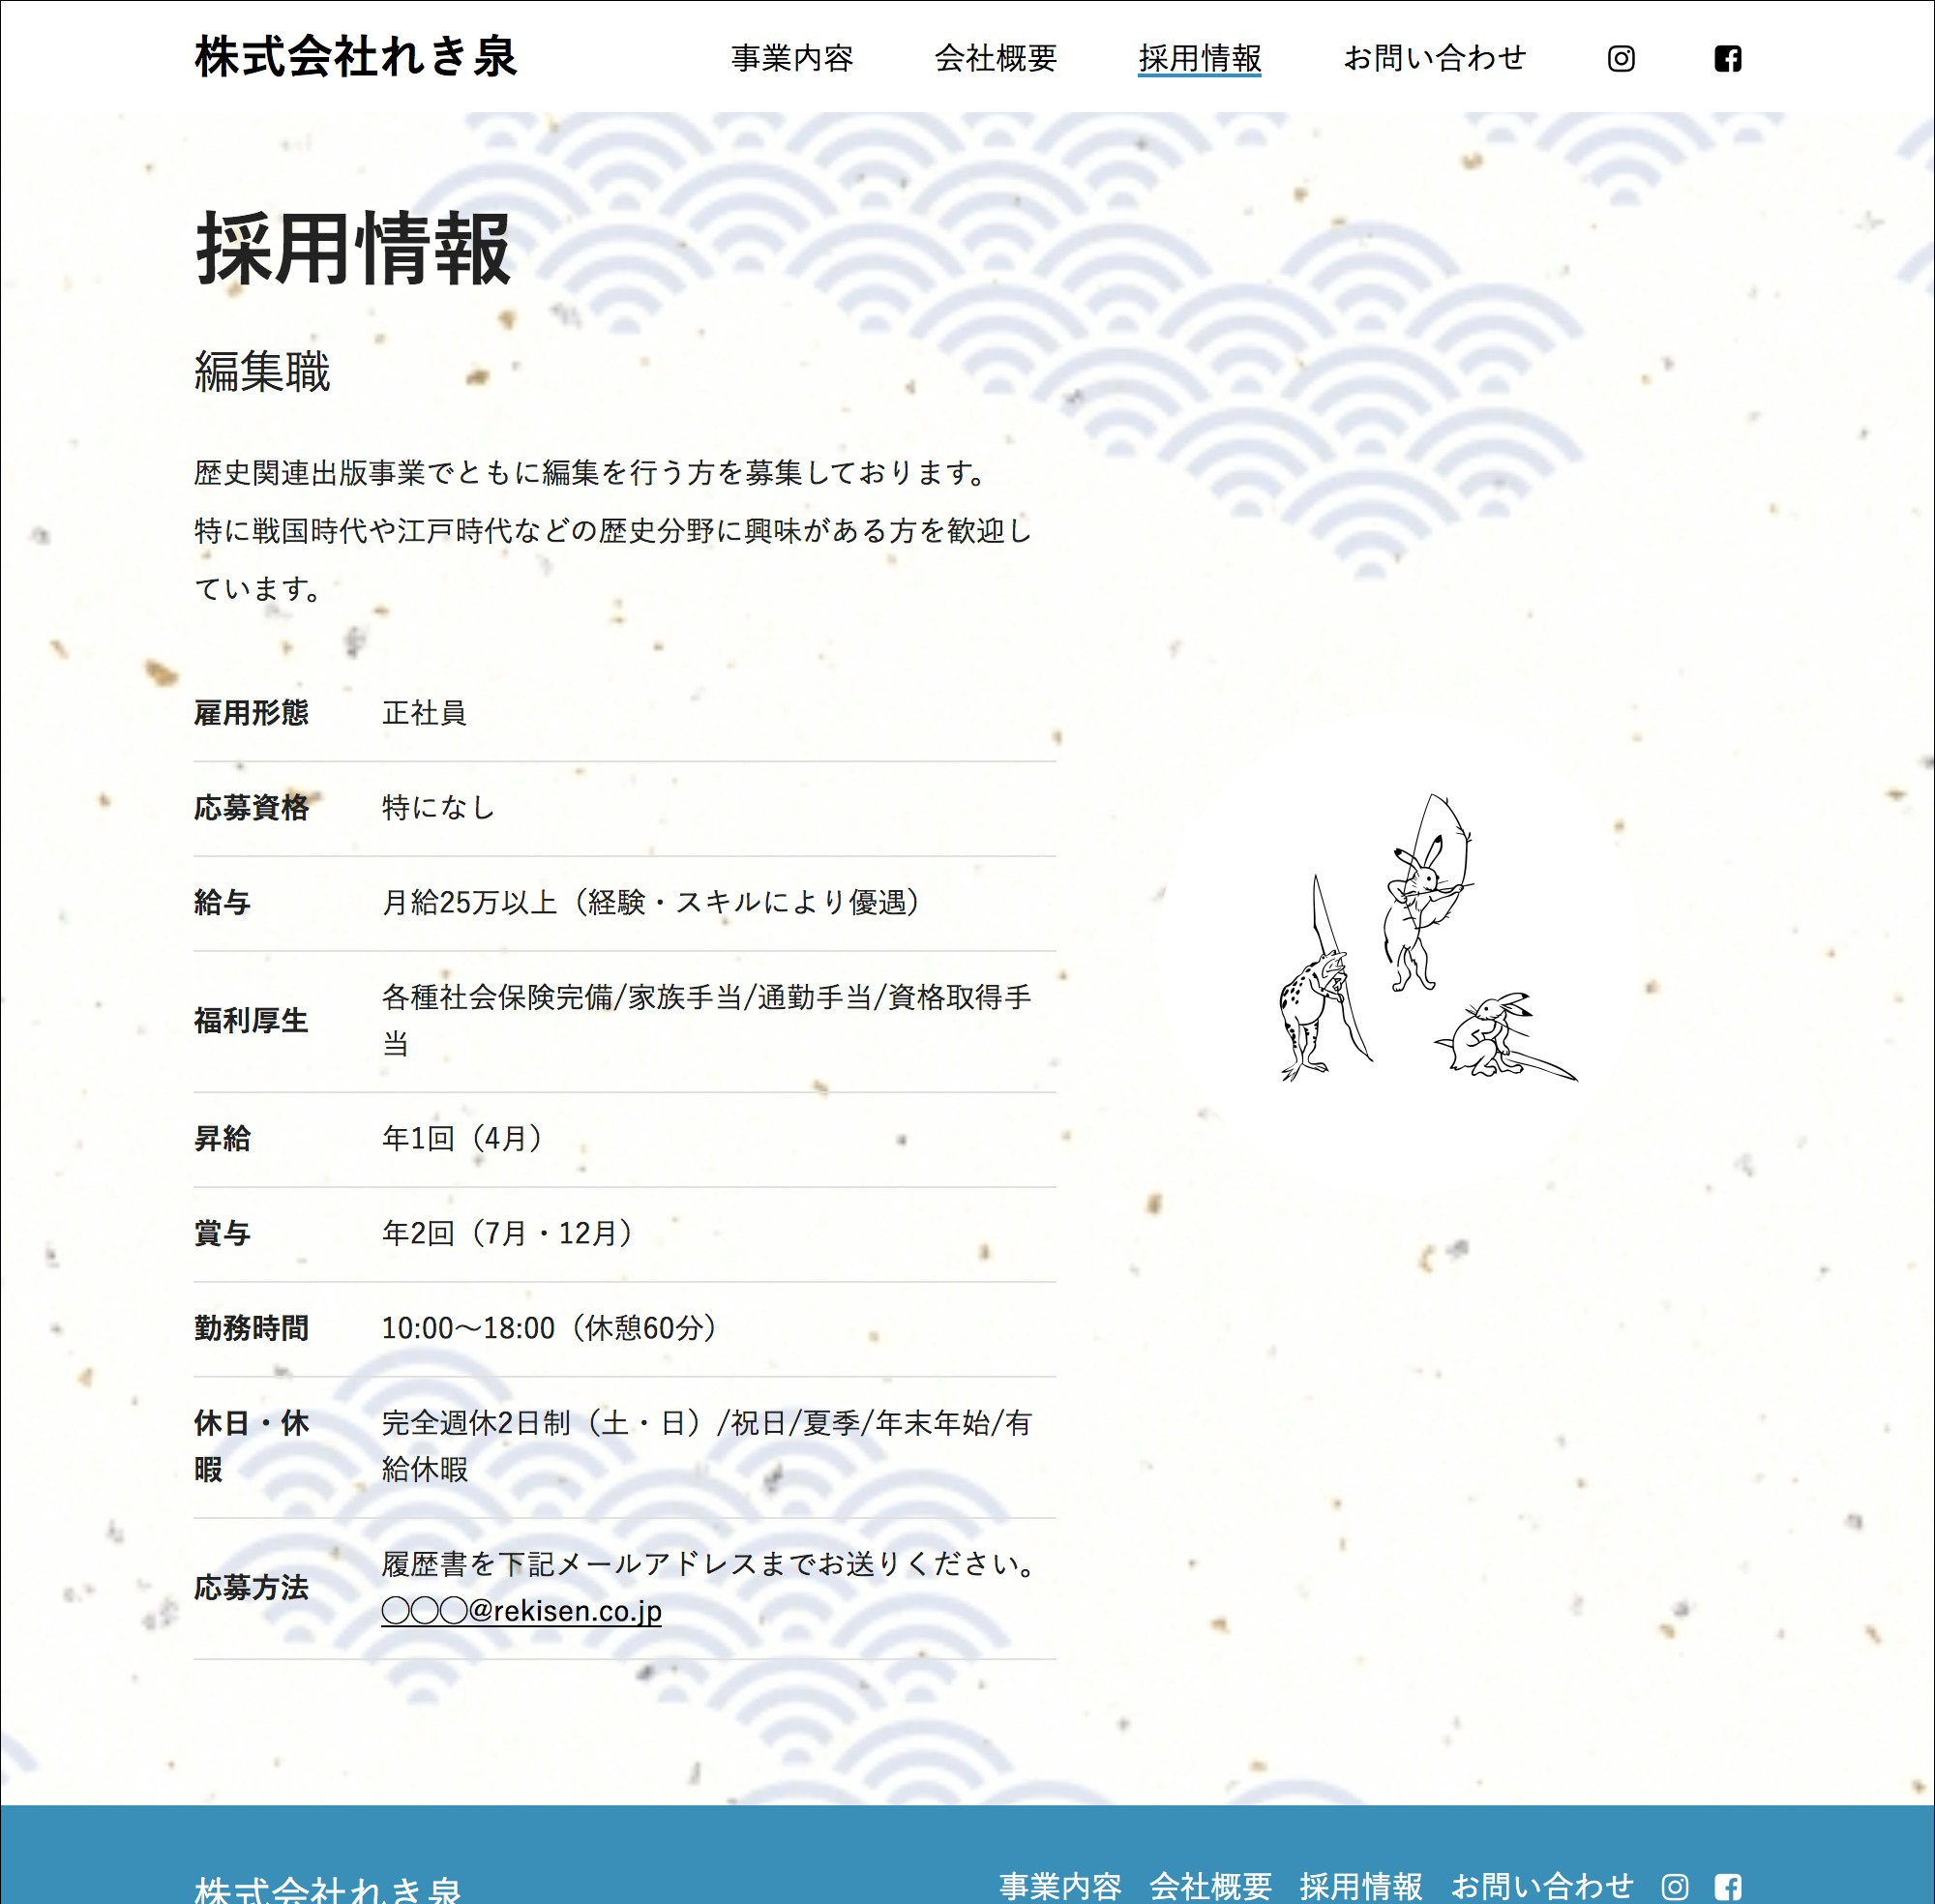 株式会社れき泉
事業内容 会社概要 採用情報 お問い合わせ
採用情報
編集職
歴史関連出版事業でともに編集を行う方を募集しております。
特に戦国時代や江戸時代などの歴史分野に興味がある方を歓迎し
ています。
雇用形態 正社員
応募資格 特になし
給与 月給25万以上（経験・スキルにより優遇）
福利厚生 各種社会保険完備/家族手当/通勤手当/資格取得手
当
昇給 年1回（4月）
賞与 年2回（7月・12月）
勤務時間 10:00〜18:00（休憩60分）
休日・休
暇
完全週休2日制（土・日）/祝日/夏季/年末年始/有
給休暇
応募方法 履歴書を下記メールアドレスまでお送りください。
◯◯◯@rekisen.co.jp
株式会社れき泉
事業内容 会社概要 採用情報 お問い合わせ